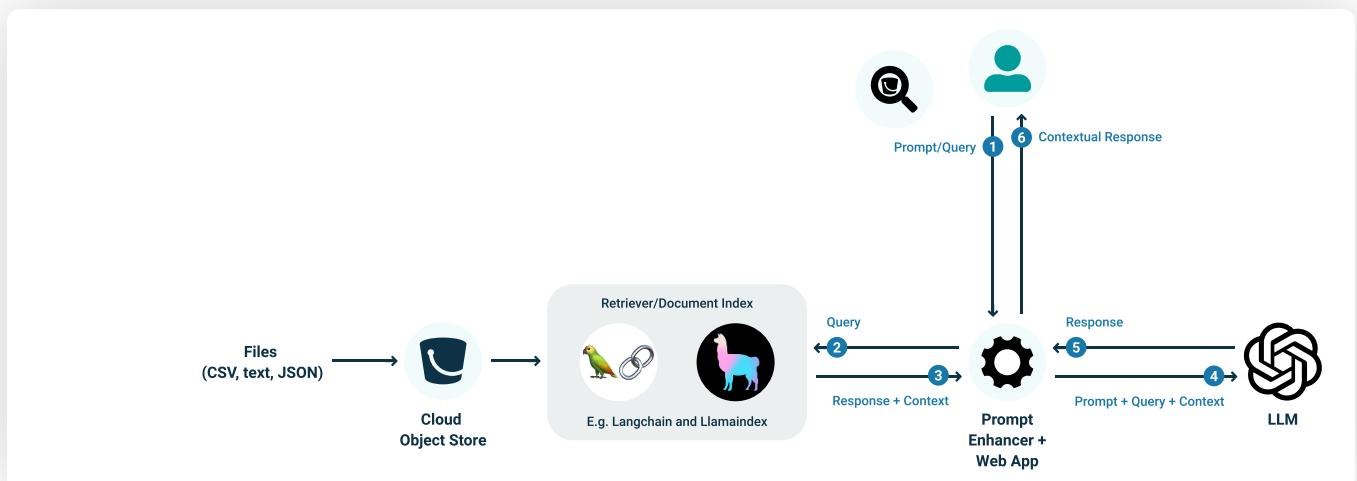 Prompt/Query
1
6
Contextual Response
Retriever/Document Index
E.g. Langchain and Llamaindex
Files
(CSV, text, JSON)
Cloud
Object Store
Query
2
3
Response + Context
Response
5
4
Prompt + Query + Context
Prompt
Enhancer +
Web App
LLM